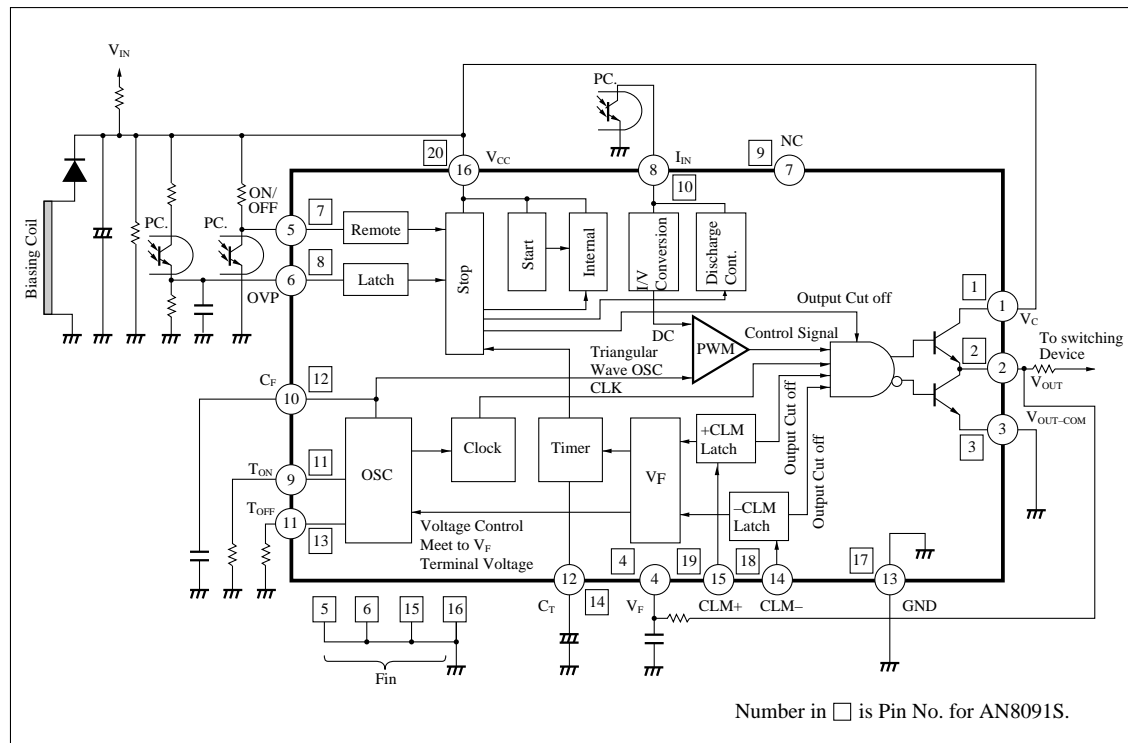 V_IN
PC.
20
16
V_CC
8
I_IN
10
9
NC
7
Biasing Coil
PC.
PC.
ON/
OFF
5
7
Remote
6
8
OVP
Latch
Stop
Start
Internal
I/V
Conversion
Discharge
Cont.
Output Cut off
1
1
V_C
DC
PWM
Control Signal
To switching
Device
2
2
V_OUT
V_OUT–COM
3
3
Triangular
Wave OSC
CLK
C_F
12
10
T_ON
11
9
T_OFF
11
13
OSC
Clock
Timer
V_F
+CLM
Latch
–CLM
Latch
Output Cut off
Output Cut off
Voltage Control
Meet to V_F
Terminal Voltage
12
C_T
14
4
4
V_F
19
15
CLM+
18
14
CLM–
17
13
GND
5
6
15
16
Fin
Number in □ is Pin No. for AN8091S.